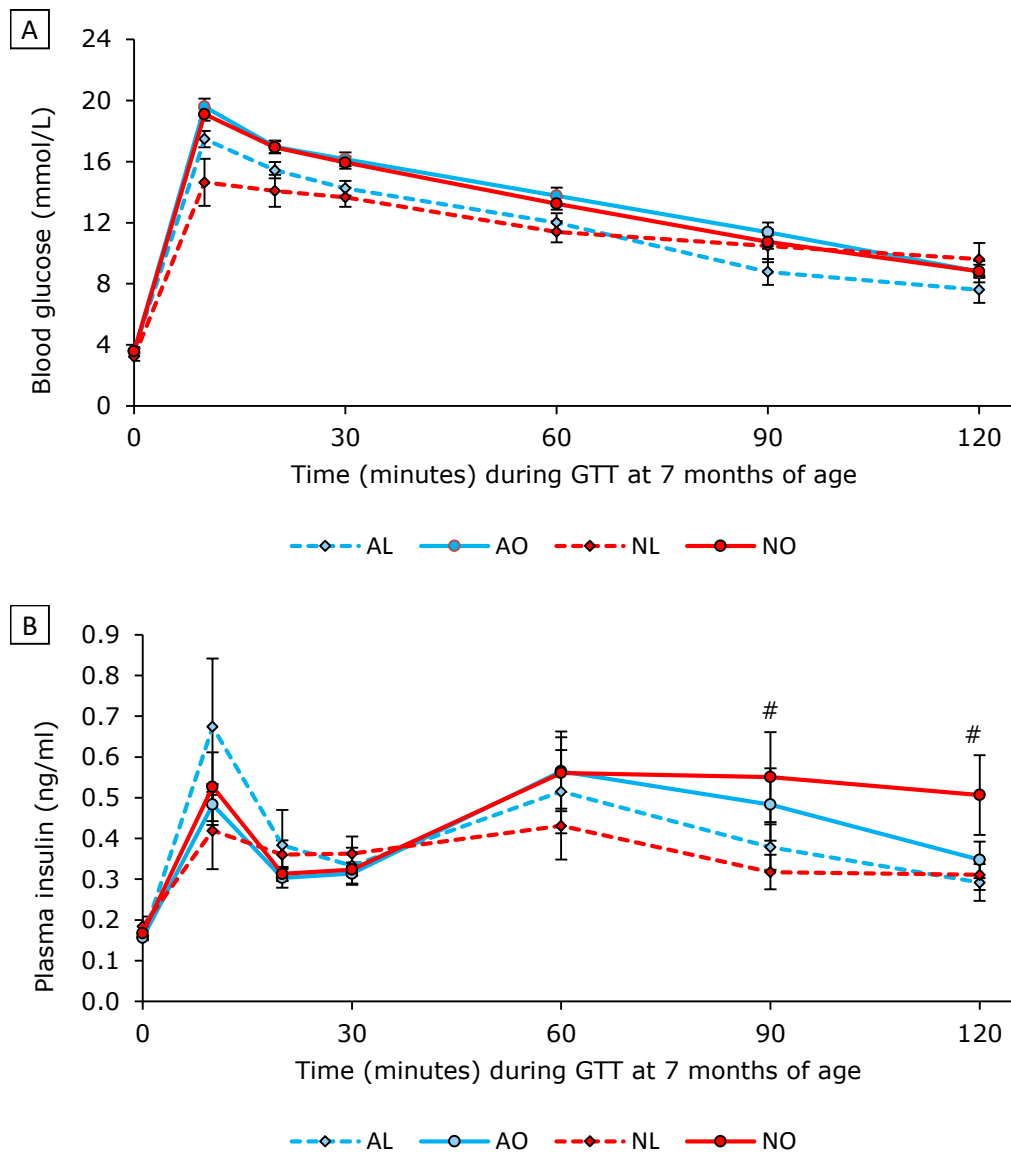 A
Blood glucose (mmol/L)
24
20
16
12
8
4
0
0 30 60 90 120
Time (minutes) during GTT at 7 months of age
AL AO NL NO
B
Plasma insulin (ng/ml)
0.9
0.8
0.7
0.6
0.5
0.4
0.3
0.2
0.1
0.0
# #
0 30 60 90 120
Time (minutes) during GTT at 7 months of age
AL AO NL NO